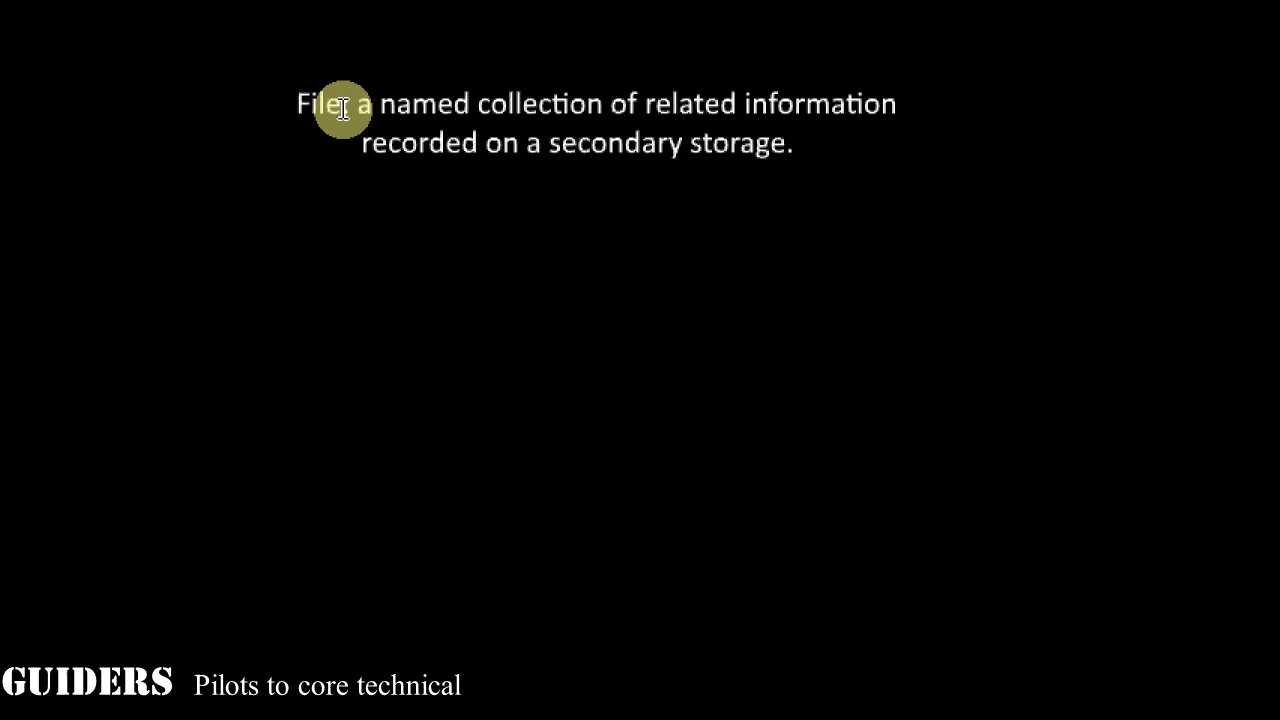 File: a named collection of related information
recorded on a secondary storage.
GUIDERS Pilots to core technical